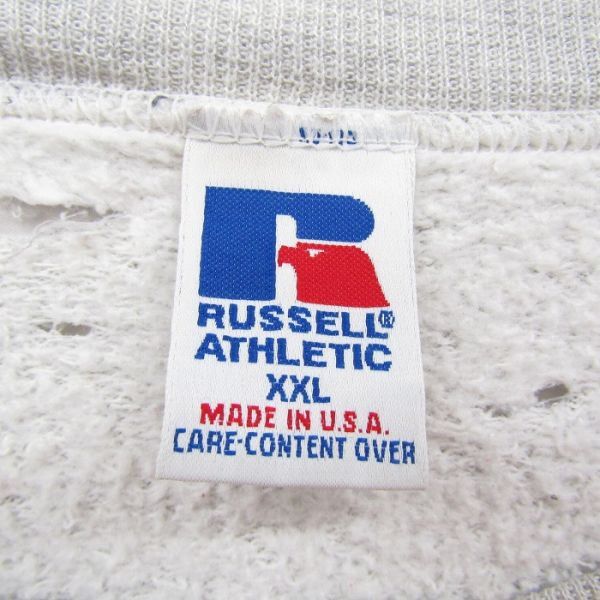 RUSSELL®
ATHLETIC
XXL
MADE IN U.S.A.
CARE-CONTENT OVER